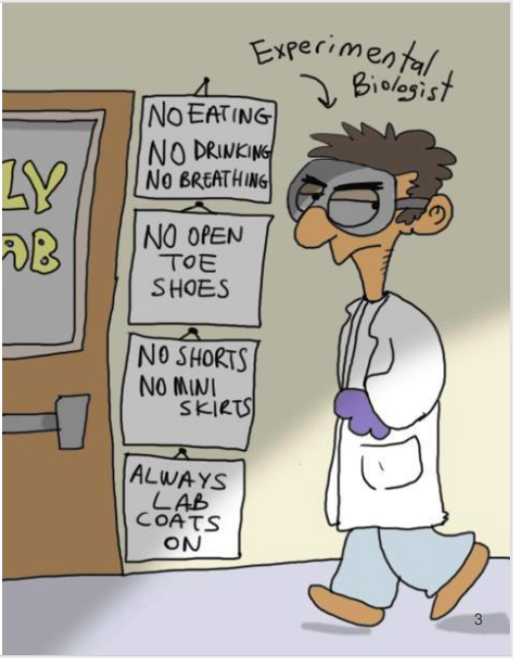 Experimental
Biologist
LY
AB
NO EATING
NO DRINKING
NO BREATHING
NO OPEN
TOE
SHOES
NO SHORTS
NO MINI
SKIRTS
ALWAYS
LAB
COATS
ON
3